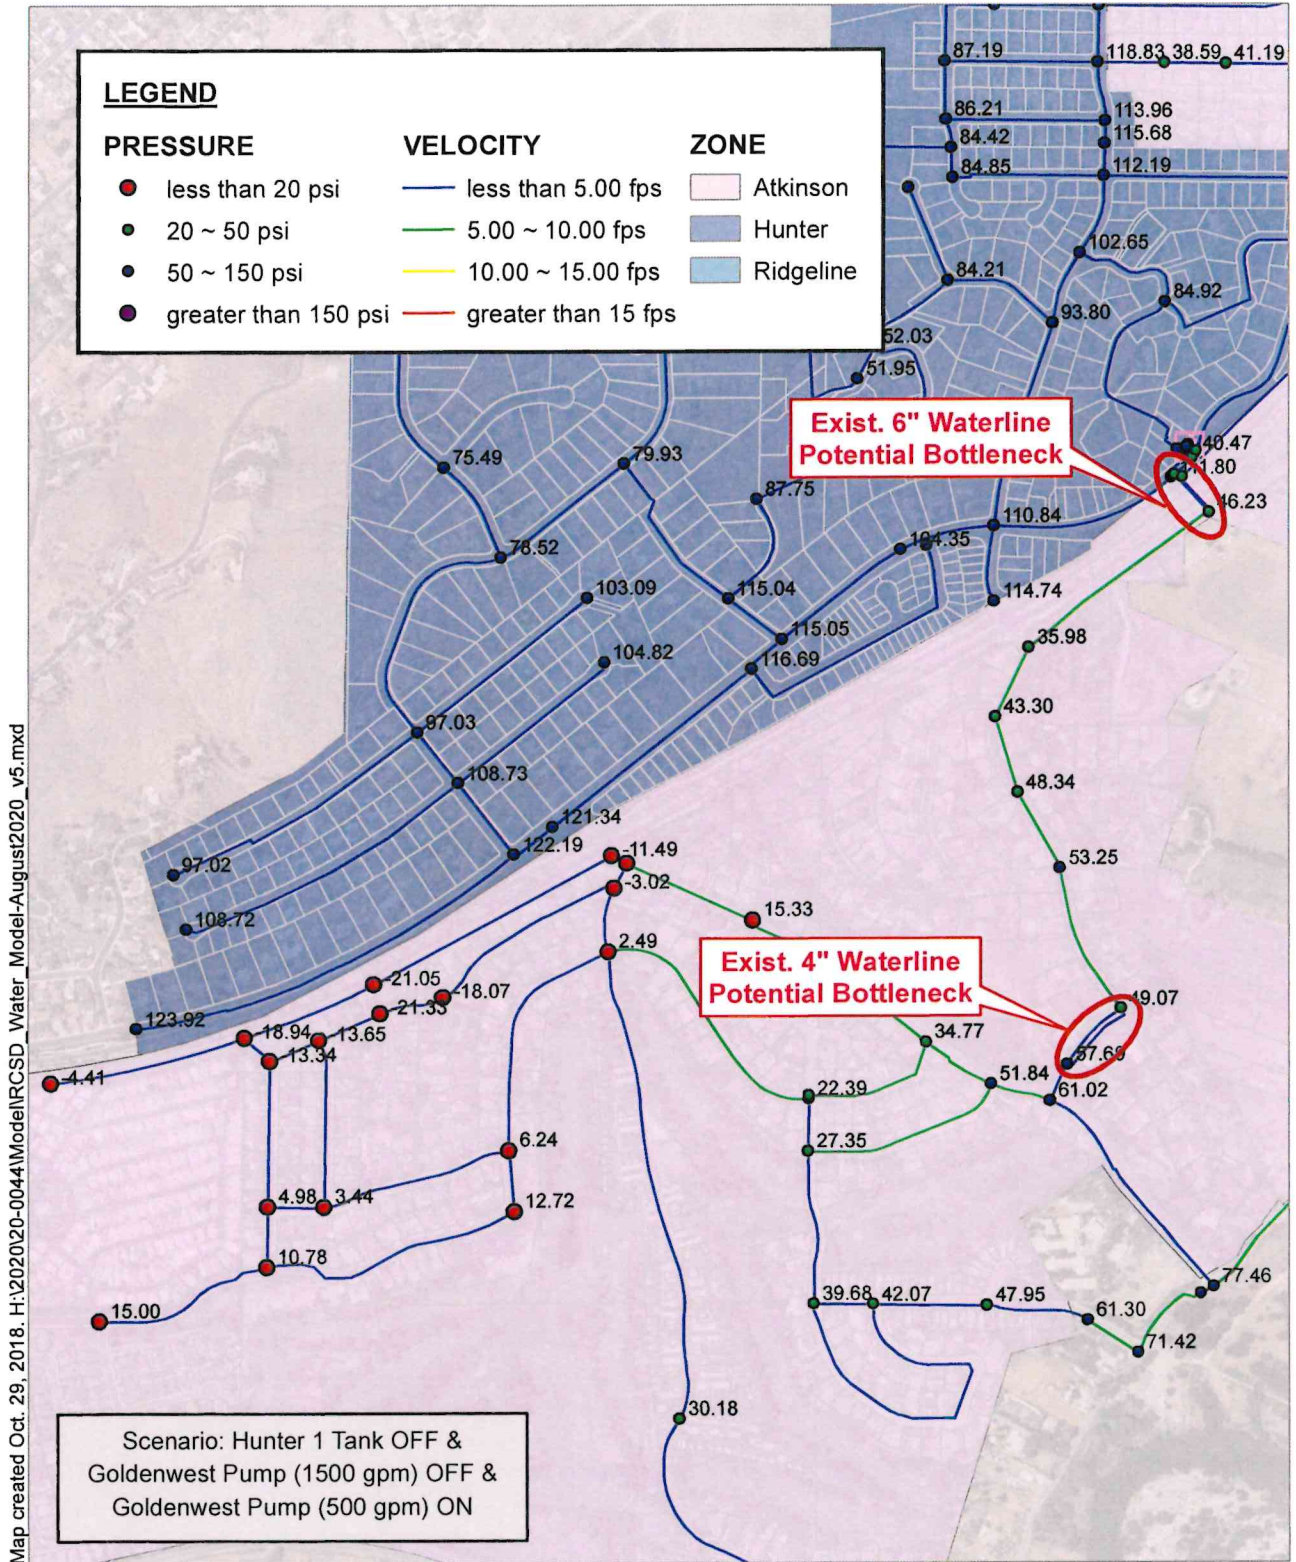 LEGEND
PRESSURE
less than 20 psi
20 ~ 50 psi
50 ~ 150 psi
greater than 150 psi
VELOCITY
less than 5.00 fps
5.00 ~ 10.00 fps
10.00 ~ 15.00 fps
greater than 15 fps
ZONE
Atkinson
Hunter
Ridgeline
87.19
118.83 38.59 41.19
86.21
113.96
84.42
115.68
84.85
112.19
102.65
84.21
84.92
93.80
52.03
51.95
Exist. 6" Waterline
Potential Bottleneck
40.47
46.23
75.49
79.93
87.75
110.84
104.35
78.52
103.09
115.04
114.74
115.05
35.98
104.82
116.69
43.30
97.03
108.73
48.34
121.34
122.19
-11.49
53.25
97.02
-3.02
108.72
15.33
2.49
Exist. 4" Waterline
Potential Bottleneck
-21.05
-18.07
-21.33
49.07
123.92
-18.94
-13.65
-13.34
34.77
57.69
-4.41
51.84
61.02
22.39
27.35
6.24
4.98
3.44
12.72
10.78
15.00
39.68
42.07
47.95
61.30
77.46
71.42
30.18
Scenario: Hunter 1 Tank OFF &
Goldenwest Pump (1500 gpm) OFF &
Goldenwest Pump (500 gpm) ON
Map created Oct. 29, 2018. H:\2020\20-0044\Model\RCSD_Water_Model-August2020_v5.mxd